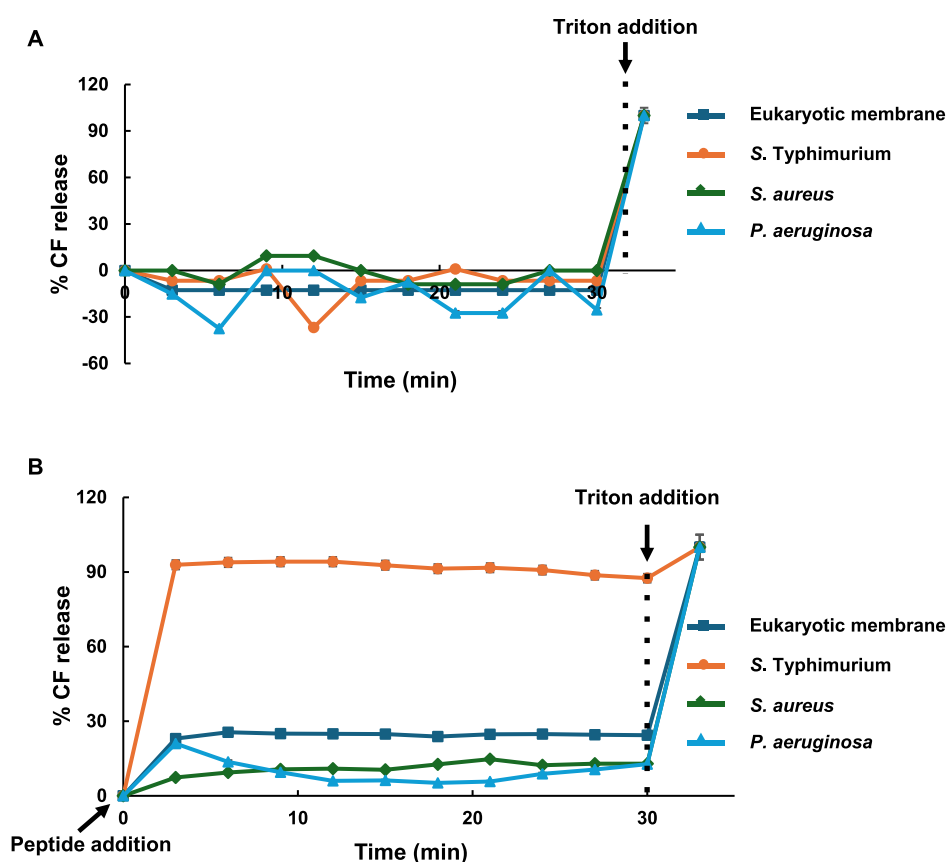 A
Triton addition
120
90
60
30
0
-30
-60
% CF release
0
10
20
30
Time (min)
Eukaryotic membrane
S. Typhimurium
S. aureus
P. aeruginosa
B
Triton addition
120
90
60
30
0
% CF release
0
10
20
30
Peptide addition
Time (min)
Eukaryotic membrane
S. Typhimurium
S. aureus
P. aeruginosa